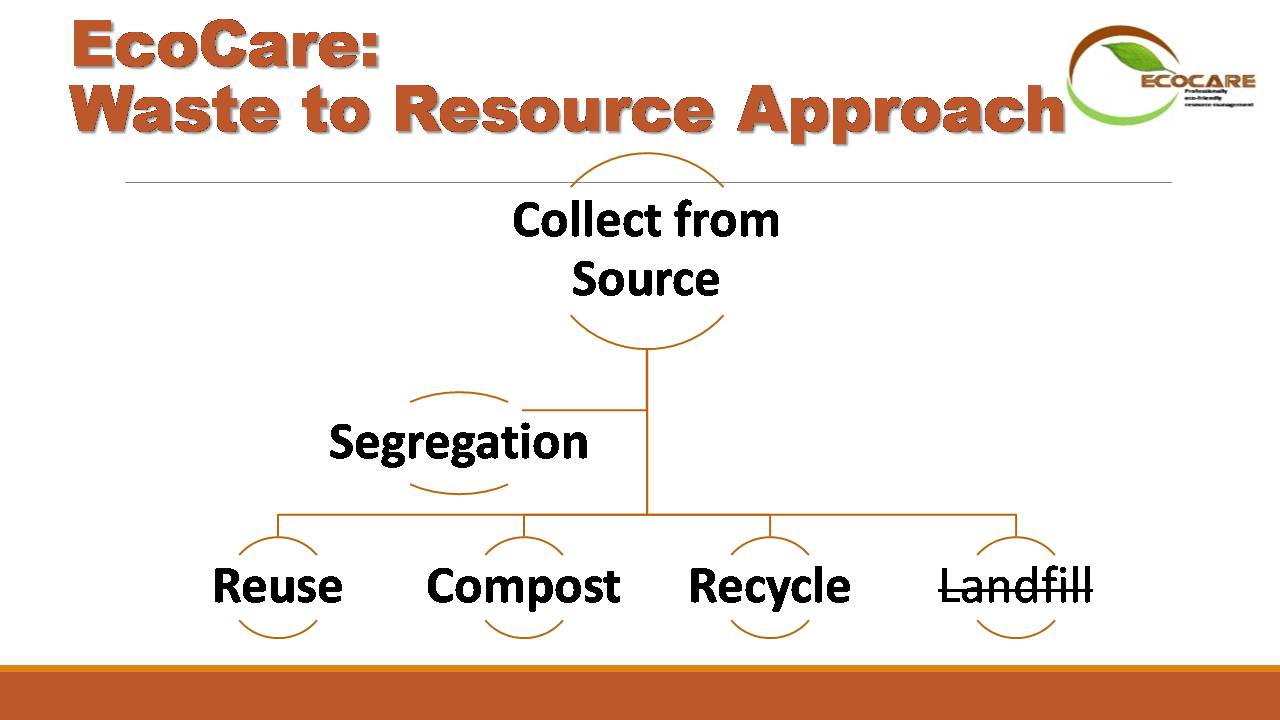 EcoCare:
Waste to Resource Approach
ECOCARE
Professionally
eco-friendly
resource management
Collect from
Source
Segregation
Reuse
Compost
Recycle
Landfill